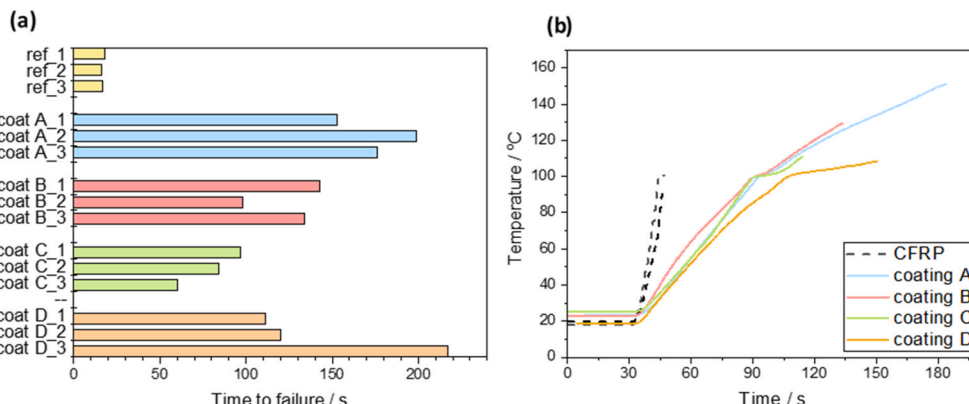 (a)
ref_1
ref_2
ref_3
coat A_1
coat A_2
coat A_3
coat B_1
coat B_2
coat B_3
coat C_1
coat C_2
coat C_3
--
coat D_1
coat D_2
coat D_3
0 50 100 150 200
Time to failure / s
(b)
160
140
120
100
80
60
40
20
0
Temperature / °C
0 30 60 90 120 150 180
Time / s
CFRP
coating A
coating B
coating C
coating D